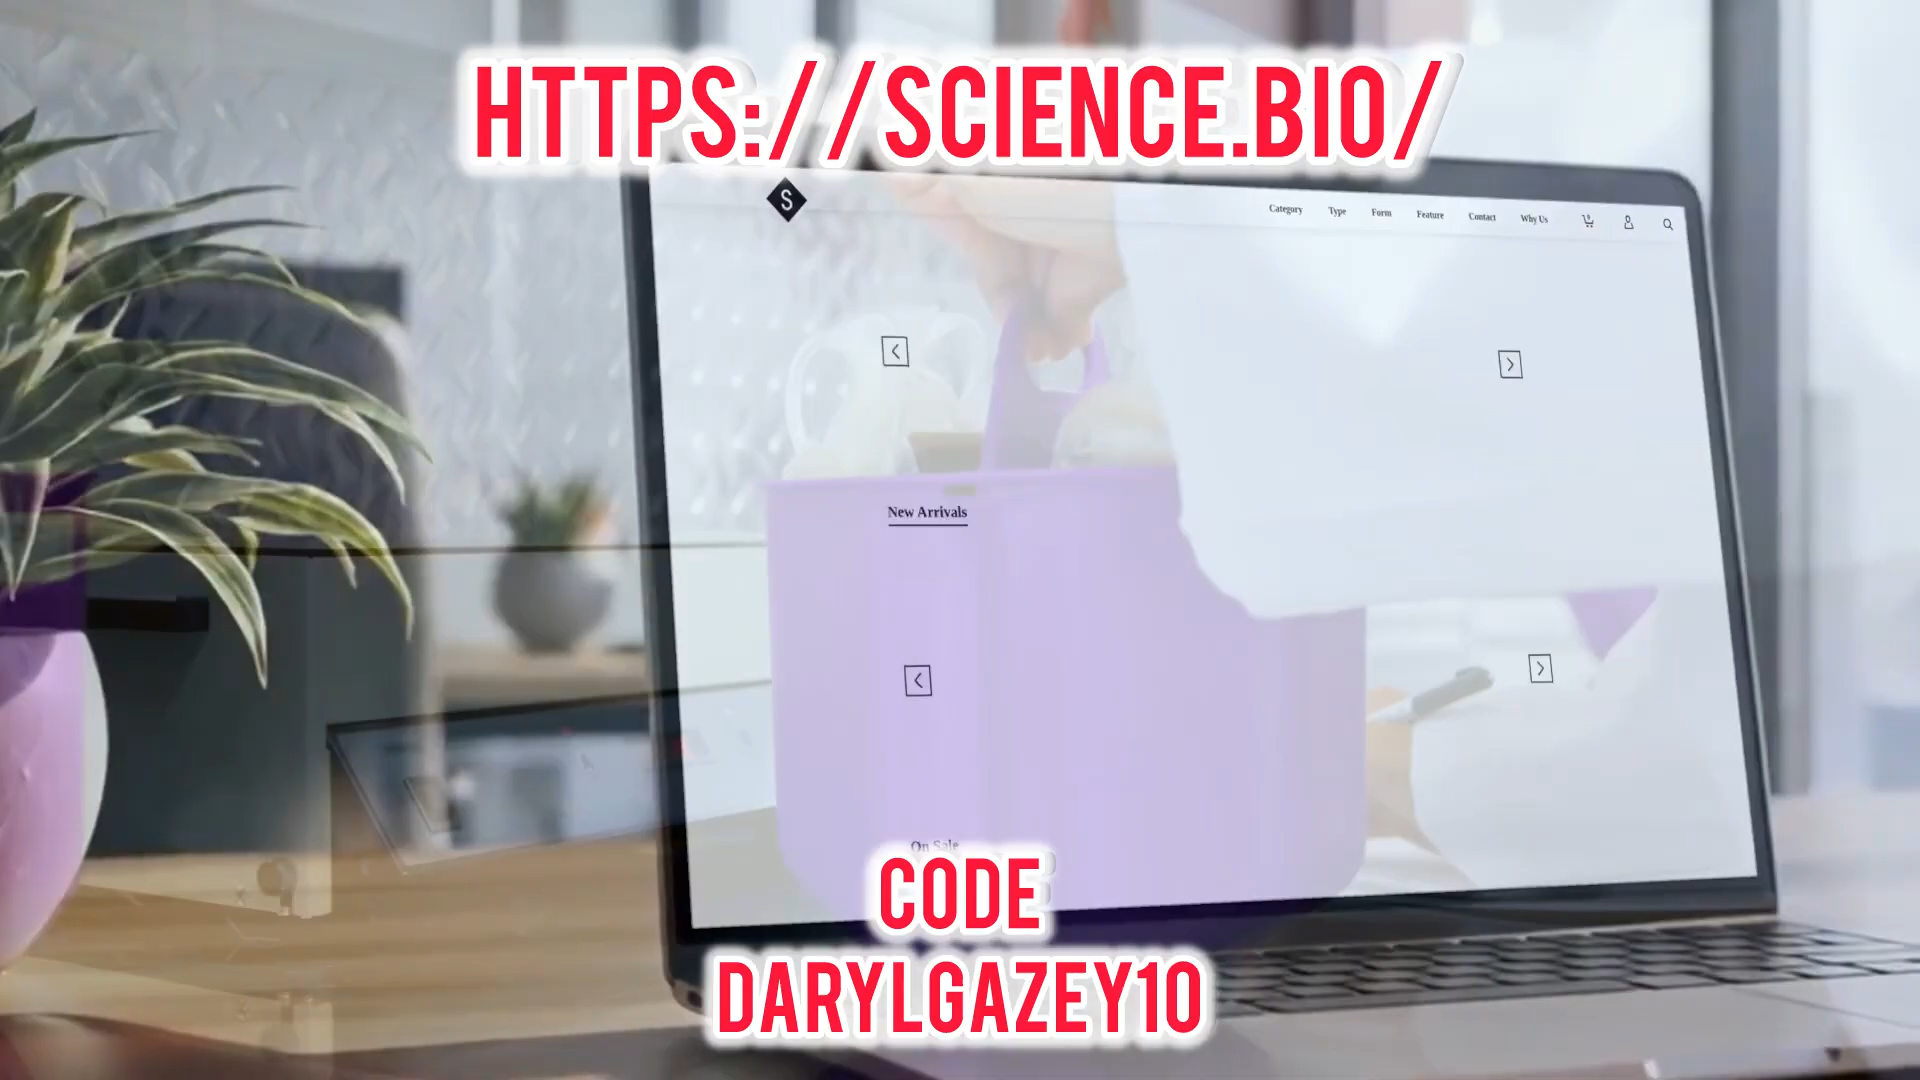 HTTPS://SCIENCE.BIO/
S
Category Type Form Feature Contact Why Us
New Arrivals
On Sale
CODE
DARYLGAZEY10